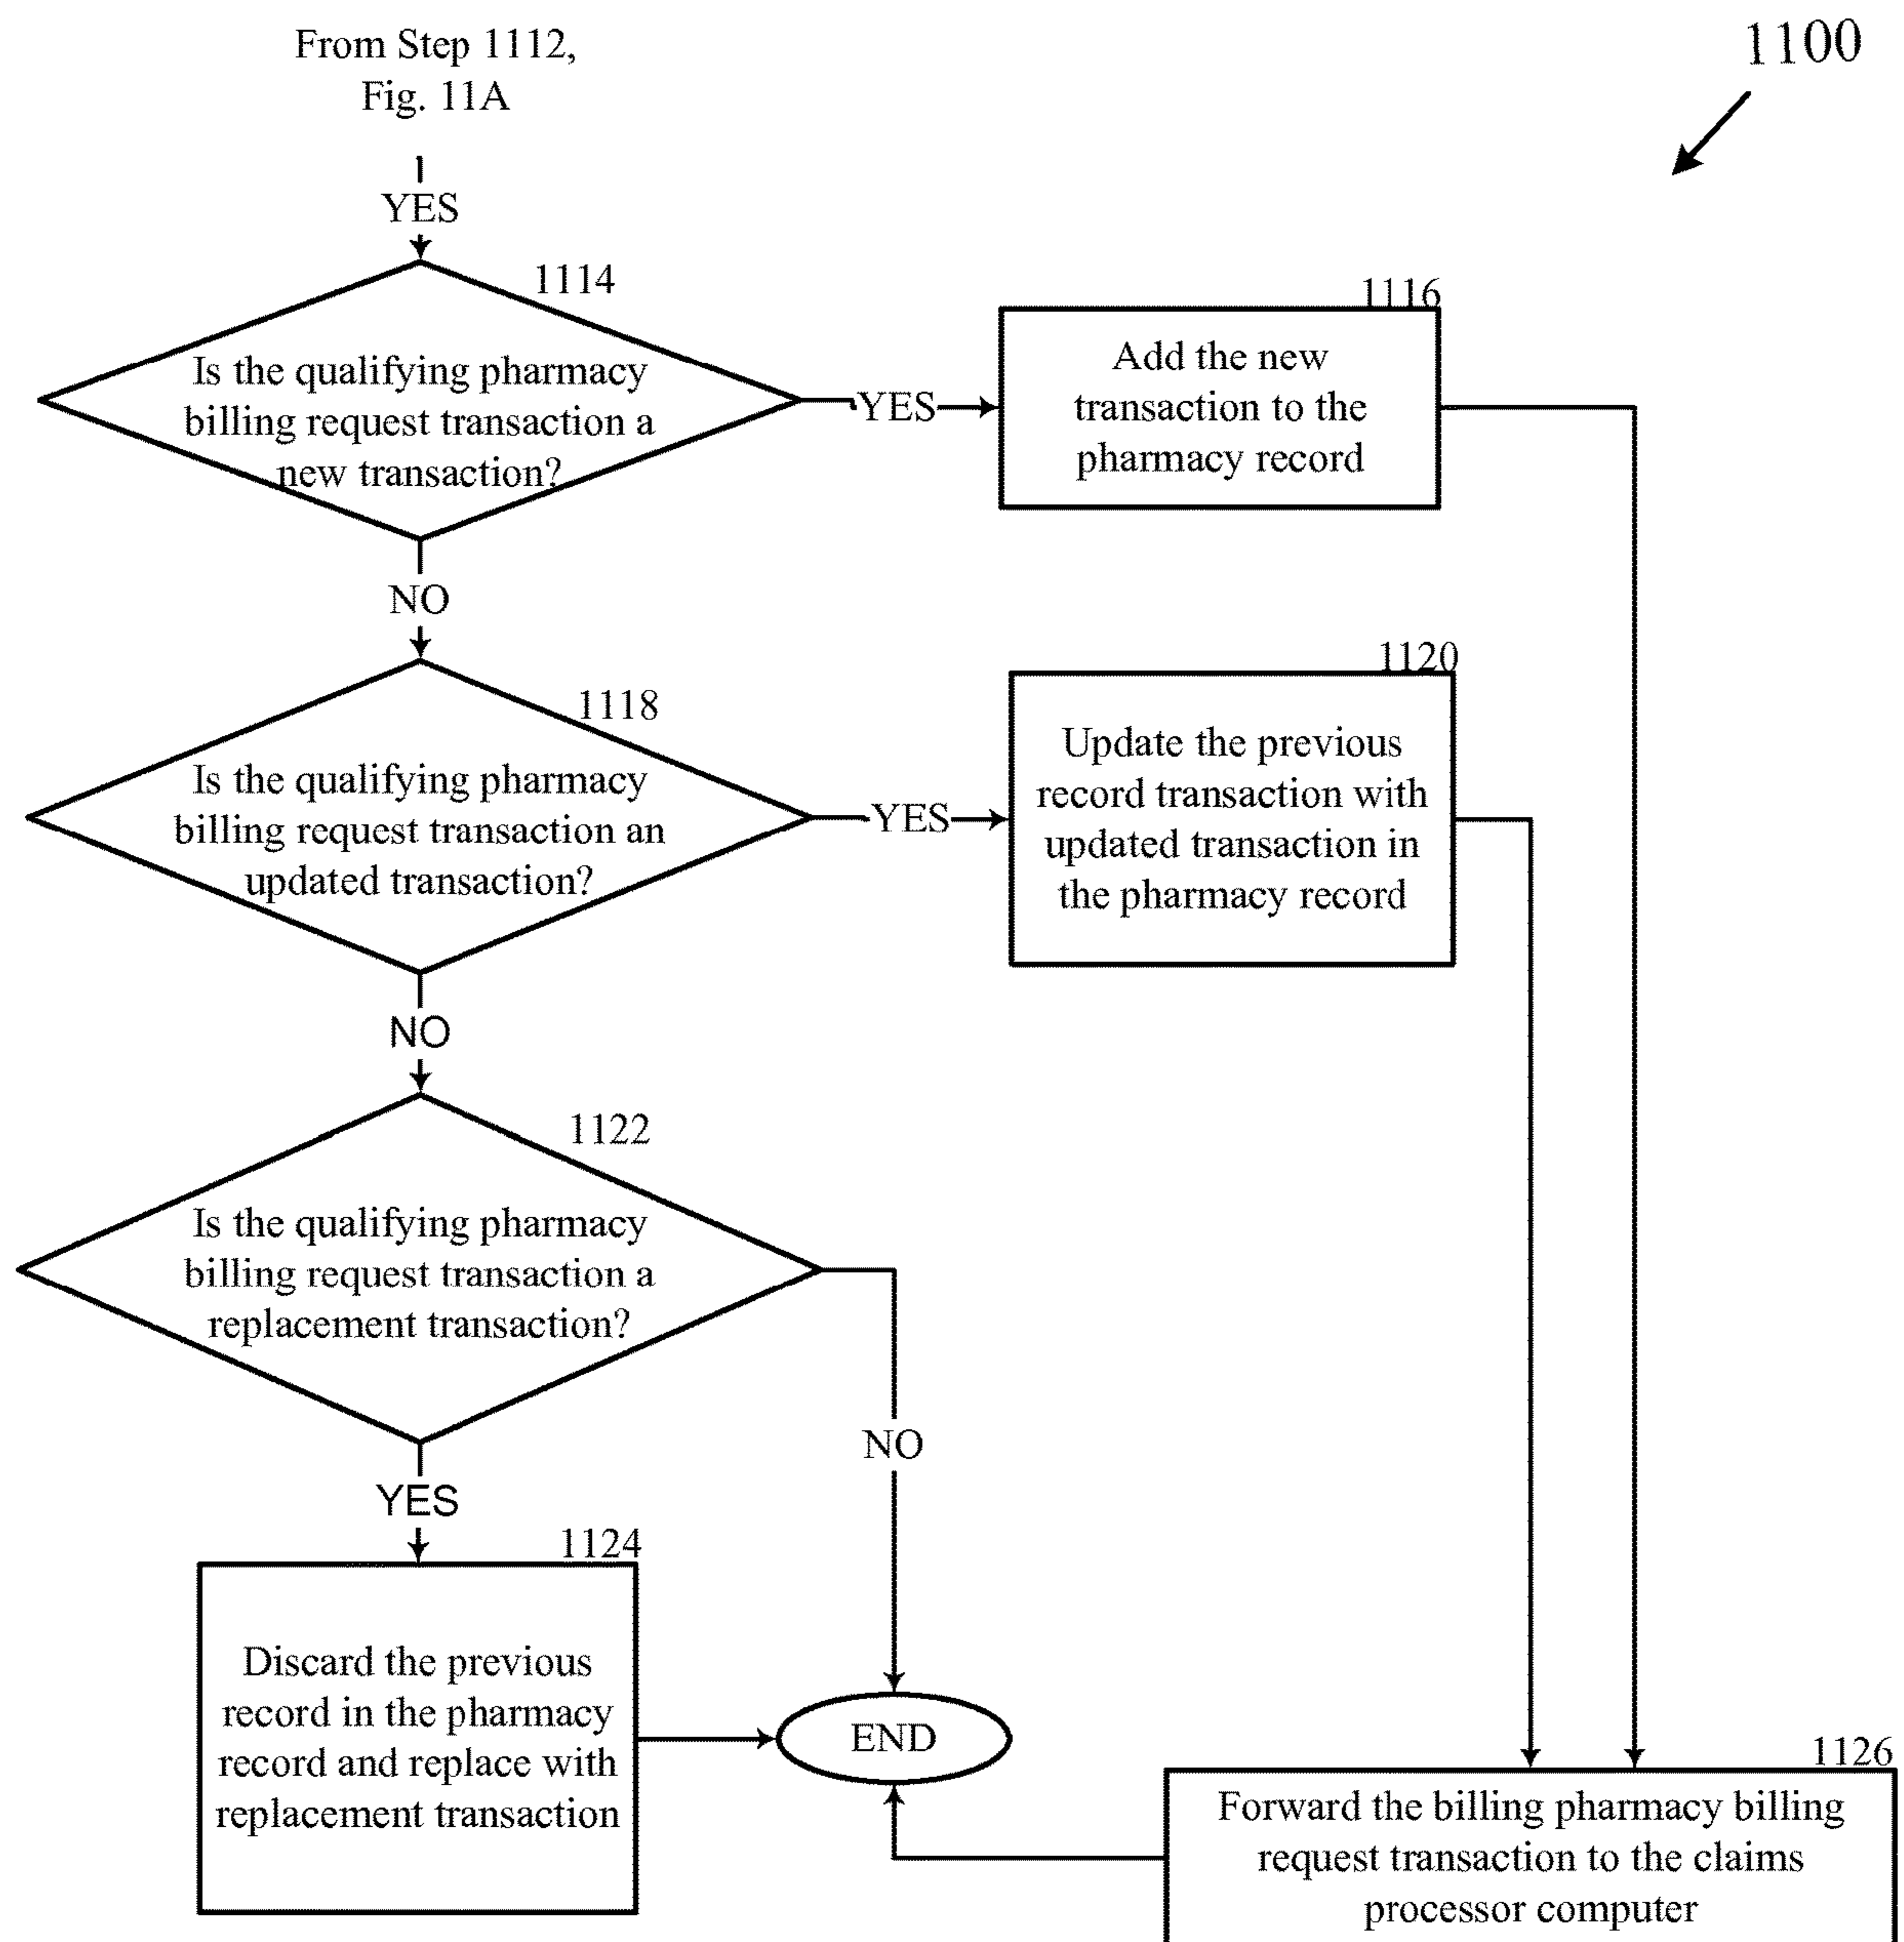 From Step 1112,
Fig. 11A
1100
YES
1114
Is the qualifying pharmacy
billing request transaction a
new transaction?
YES
1116
Add the new
transaction to the
pharmacy record
NO
1118
Is the qualifying pharmacy
billing request transaction an
updated transaction?
YES
1120
Update the previous
record transaction with
updated transaction in
the pharmacy record
NO
1122
Is the qualifying pharmacy
billing request transaction a
replacement transaction?
NO
YES
1124
Discard the previous
record in the pharmacy
record and replace with
replacement transaction
END
1126
Forward the billing pharmacy billing
request transaction to the claims
processor computer